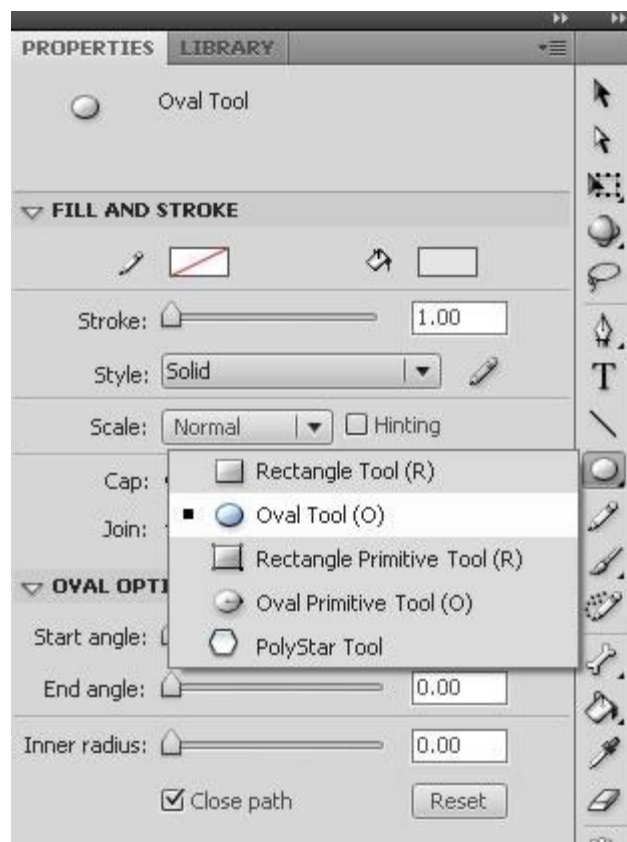 PROPERTIES LIBRARY
Oval Tool
FILL AND STROKE
Stroke: 1.00
Style: Solid
Scale: Normal Hinting
Cap:
Rectangle Tool (R)
Oval Tool (O)
Join:
Rectangle Primitive Tool (R)
OVAL OPTI
Oval Primitive Tool (O)
Start angle:
PolyStar Tool
End angle: 0.00
Inner radius: 0.00
Close path Reset
T